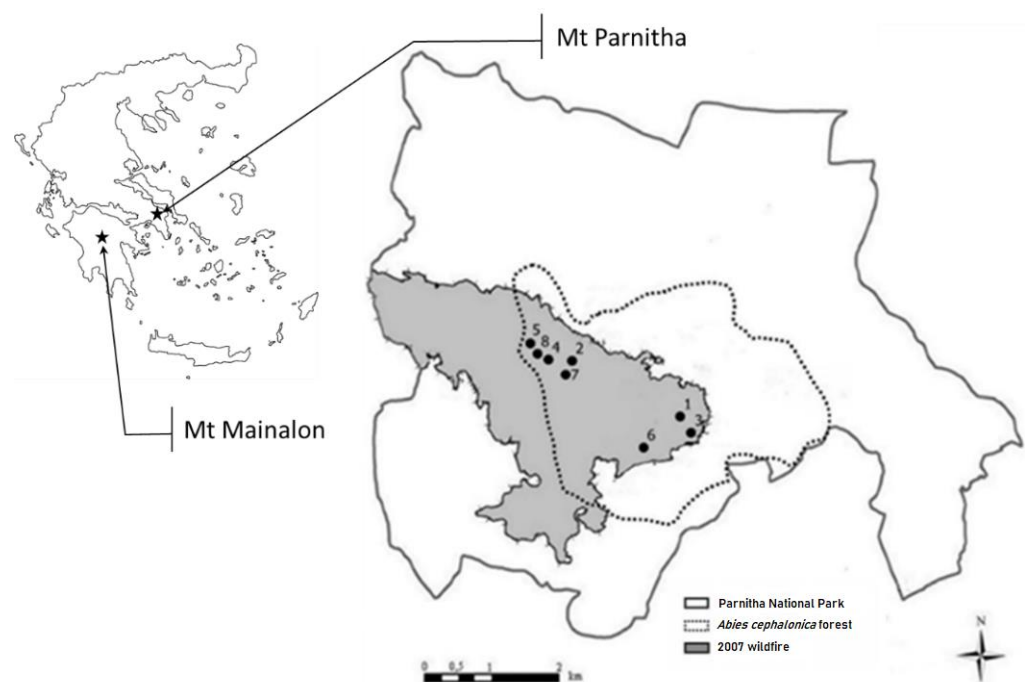 Mt Parnitha
Mt Mainalon
5
8
4
2
7
1
3
6
Parnitha National Park
Abies cephalonica forest
2007 wildfire
N
0 0,5 1 2
km